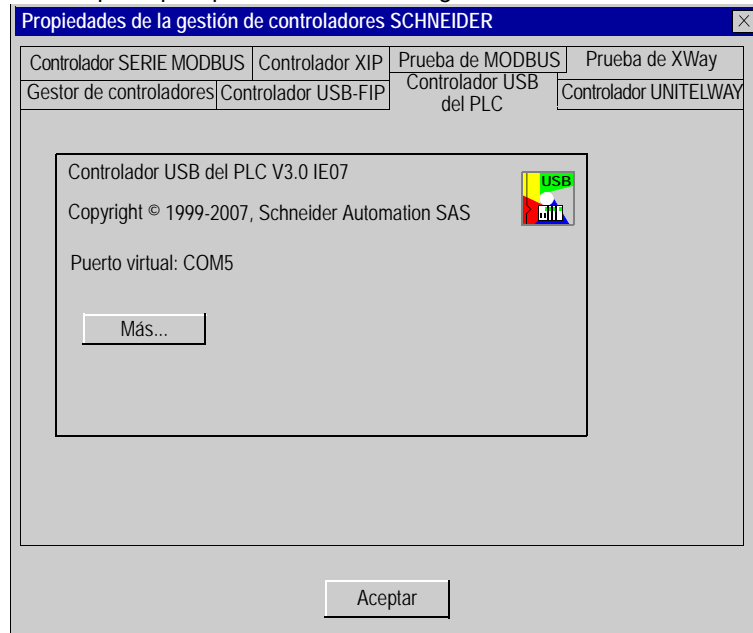 Propiedades de la gestión de controladores SCHNEIDER
Controlador SERIE MODBUS Controlador XIP Prueba de MODBUS Prueba de XWay
Gestor de controladores Controlador USB-FIP Controlador USB del PLC Controlador UNITELWAY
Controlador USB del PLC V3.0 IE07
USB
Copyright © 1999-2007, Schneider Automation SAS
Puerto virtual: COM5
Más...
Aceptar